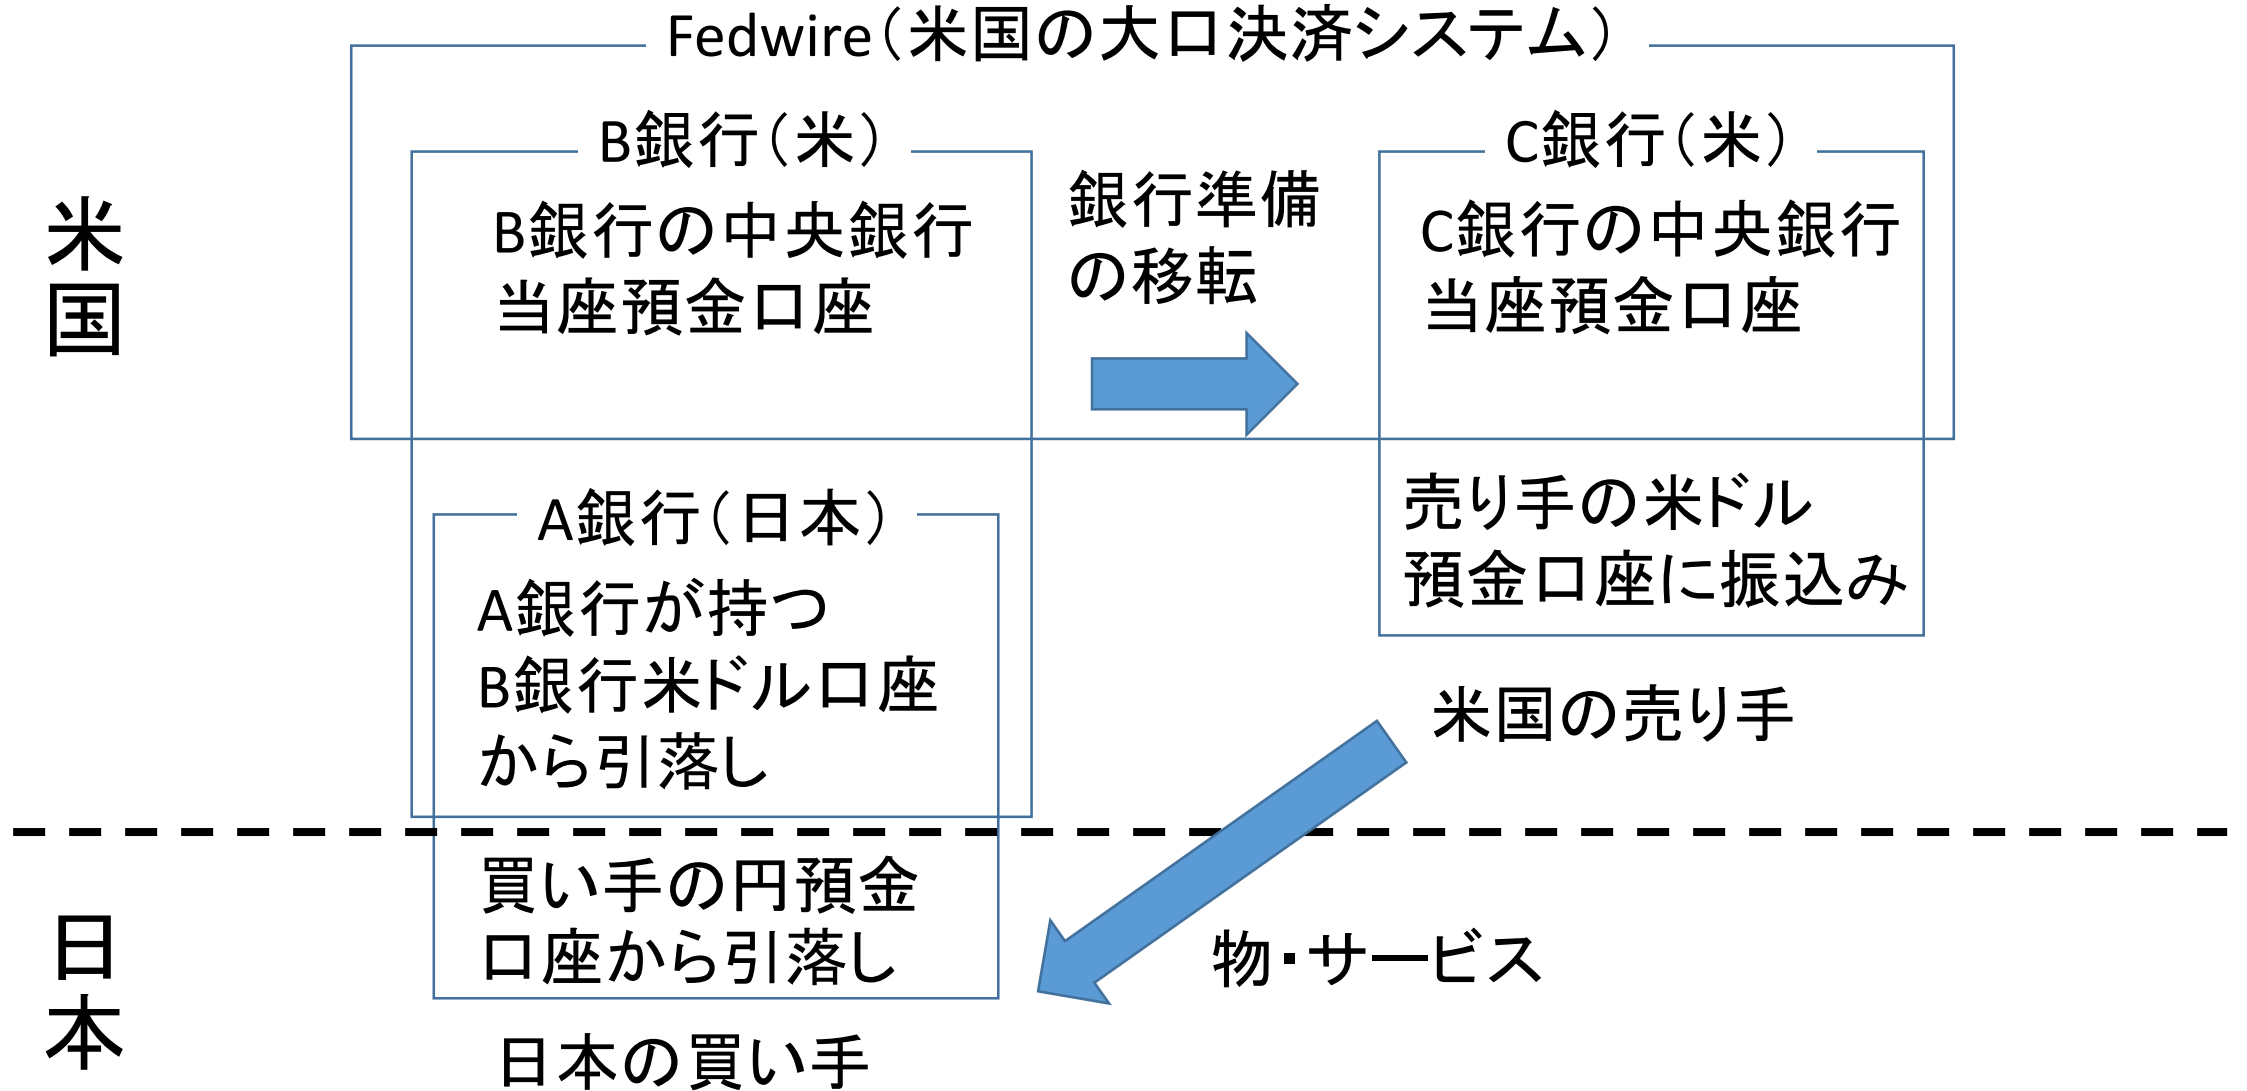 Fedwire（米国の大口決済システム）
米国
B銀行（米）
B銀行の中央銀行
当座預金口座
銀行準備
の移転
C銀行（米）
C銀行の中央銀行
当座預金口座
A銀行（日本）
A銀行が持つ
B銀行米ドル口座
から引落し
売り手の米ドル
預金口座に振込み
米国の売り手
日本
買い手の円預金
口座から引落し
物・サービス
日本の買い手